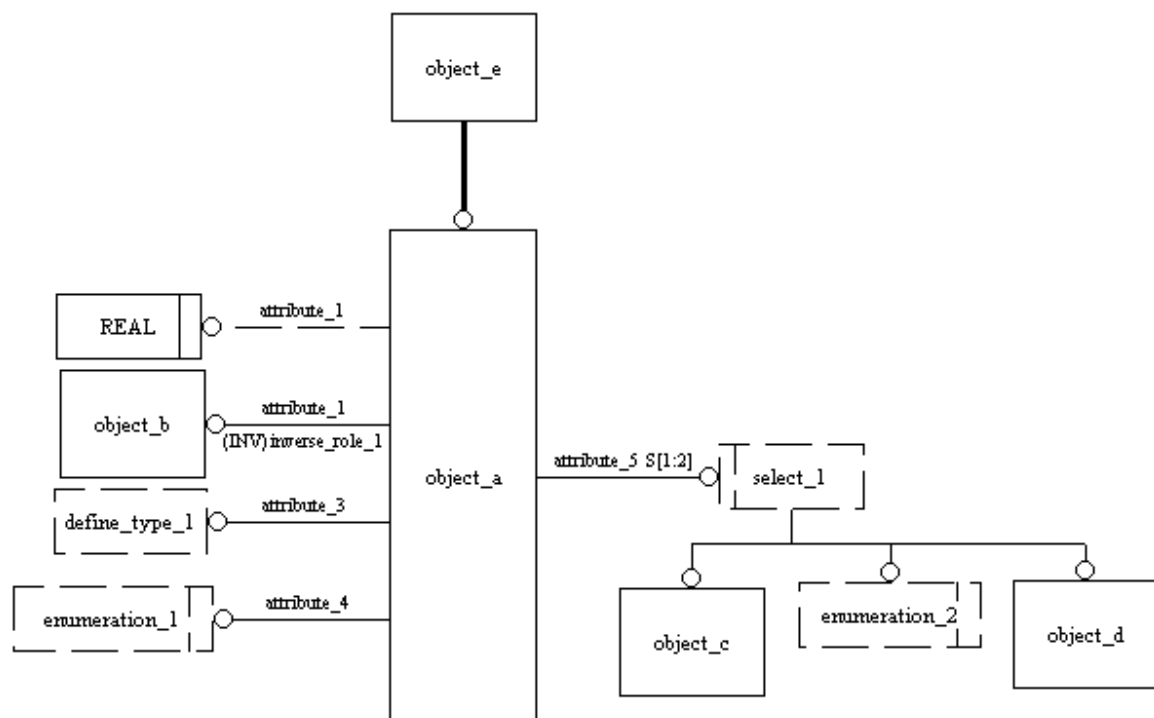 object_e
REAL
attribute_1
object_b
attribute_1
(INV)inverse_role_1
object_a
attribute_5 S[1:2]
select_1
define_type_1
attribute_3
enumeration_1
attribute_4
object_c
enumeration_2
object_d